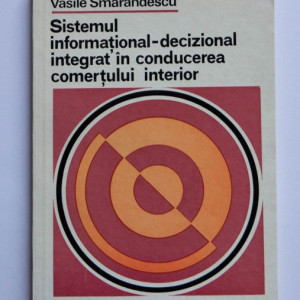 Vasile Smarandescu
Sistemul
informațional-decizional
integrat în conducerea
comerțului interior